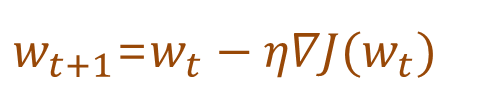 w_{t+1}=w_t − η∇J(w_t)